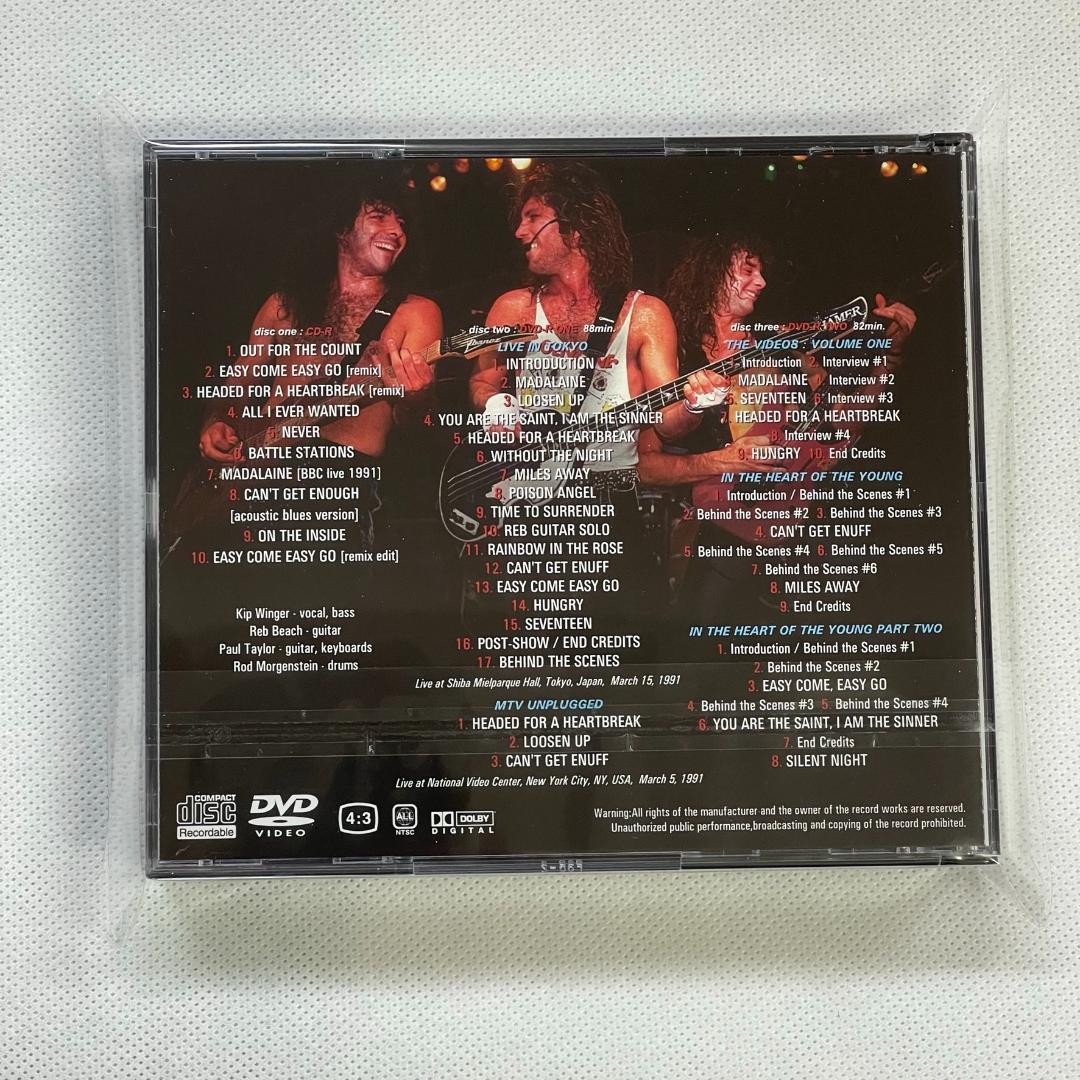 disc one : CD-R
1. OUT FOR THE COUNT
2. EASY COME EASY GO [remix]
3. HEADED FOR A HEARTBREAK [remix]
4. ALL I EVER WANTED
5. NEVER
6. BATTLE STATIONS
7. MADALAINE [BBC live 1991]
8. CAN'T GET ENOUGH
[acoustic blues version]
9. ON THE INSIDE
10. EASY COME EASY GO [remix edit]
Kip Winger - vocal, bass
Reb Beach - guitar
Paul Taylor - guitar, keyboards
Rod Morgenstein - drums
disc two : DVD-R ONE 88min.
LIVE IN TOKYO
1. INTRODUCTION
2. MADALAINE
3. LOOSEN UP
4. YOU ARE THE SAINT, I AM THE SINNER
5. HEADED FOR A HEARTBREAK
6. WITHOUT THE NIGHT
7. MILES AWAY
8. POISON ANGEL
9. TIME TO SURRENDER
10. REB GUITAR SOLO
11. RAINBOW IN THE ROSE
12. CAN'T GET ENUFF
13. EASY COME EASY GO
14. HUNGRY
15. SEVENTEEN
16. POST-SHOW / END CREDITS
17. BEHIND THE SCENES
Live at Shiba Mielparque Hall, Tokyo, Japan, March 15, 1991
MTV UNPLUGGED
1. HEADED FOR A HEARTBREAK
2. LOOSEN UP
3. CAN'T GET ENUFF
Live at National Video Center, New York City, NY, USA, March 5, 1991
disc three : DVD-R TWO 82min.
THE VIDEOS : VOLUME ONE
1. Introduction 2. Interview #1
3. MADALAINE 4. Interview #2
5. SEVENTEEN 6. Interview #3
7. HEADED FOR A HEARTBREAK
8. Interview #4
9. HUNGRY 10. End Credits
IN THE HEART OF THE YOUNG
1. Introduction / Behind the Scenes #1
2. Behind the Scenes #2 3. Behind the Scenes #3
4. CAN'T GET ENUFF
5. Behind the Scenes #4 6. Behind the Scenes #5
7. Behind the Scenes #6
8. MILES AWAY
9. End Credits
IN THE HEART OF THE YOUNG PART TWO
1. Introduction / Behind the Scenes #1
2. Behind the Scenes #2
3. EASY COME, EASY GO
4. Behind the Scenes #3 5. Behind the Scenes #4
6. YOU ARE THE SAINT, I AM THE SINNER
7. End Credits
8. SILENT NIGHT
Ibanez
HAMER
COMPACT
disc
Recordable
DVD
VIDEO
4:3
ALL
NTSC
DOLBY
DIGITAL
Warning:All rights of the manufacturer and the owner of the record works are reserved.
Unauthorized public performance,broadcasting and copying of the record prohibited.